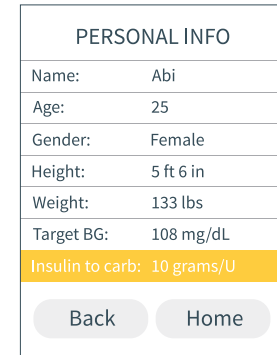 PERSONAL INFO
Name: Abi
Age: 25
Gender: Female
Height: 5 ft 6 in
Weight: 133 lbs
Target BG: 108 mg/dL
Insulin to carb: 10 grams/U
Back Home